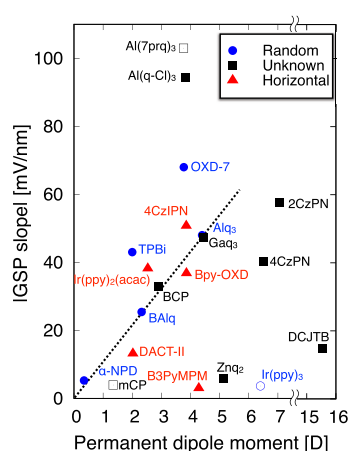 Al(7prq)3
Al(q-Cl)3
Random
Unknown
Horizontal
OXD-7
2CzPN
4CzIPN
Alq3
Gaq3
TPBi
4CzPN
Ir(ppy)2(acac)
Bpy-OXD
BCP
BAlq
DCJTB
DACT-II
α-NPD
mCP
B3PyMPM
Znq2
Ir(ppy)3
100
80
60
40
20
0
0 1 2 3 4 5 6 7 15 16
|GSP slope| [mV/nm]
Permanent dipole moment [D]